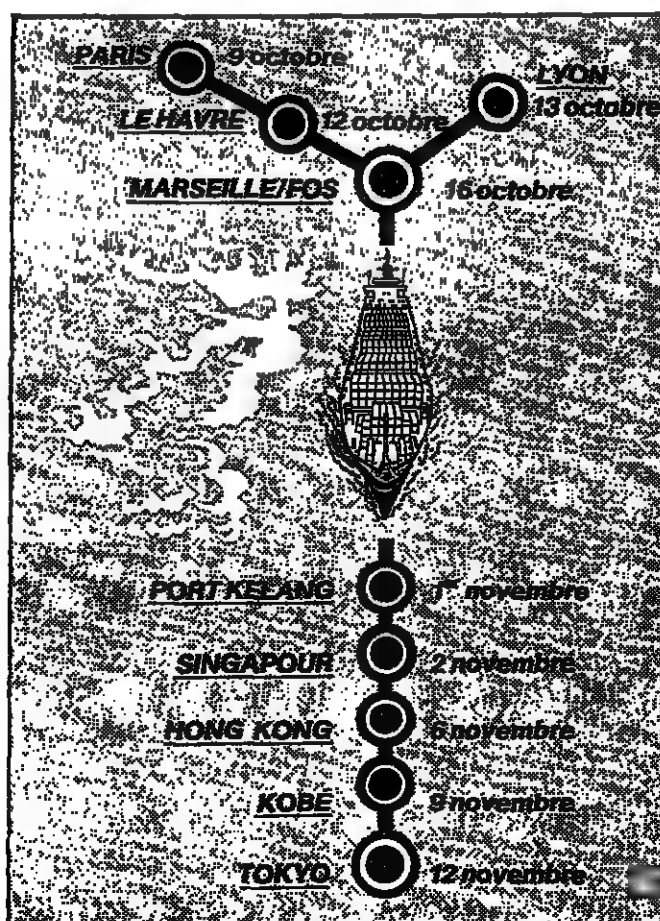 PARIS 9 octobre
LYON
13 octobre
LE HAVRE 12 octobre
MARSEILLE/FOS 16 octobre
PORT KELANG 1er novembre
SINGAPOUR 2 novembre
HONG KONG 6 novembre
KOBE 9 novembre
TOKYO 12 novembre